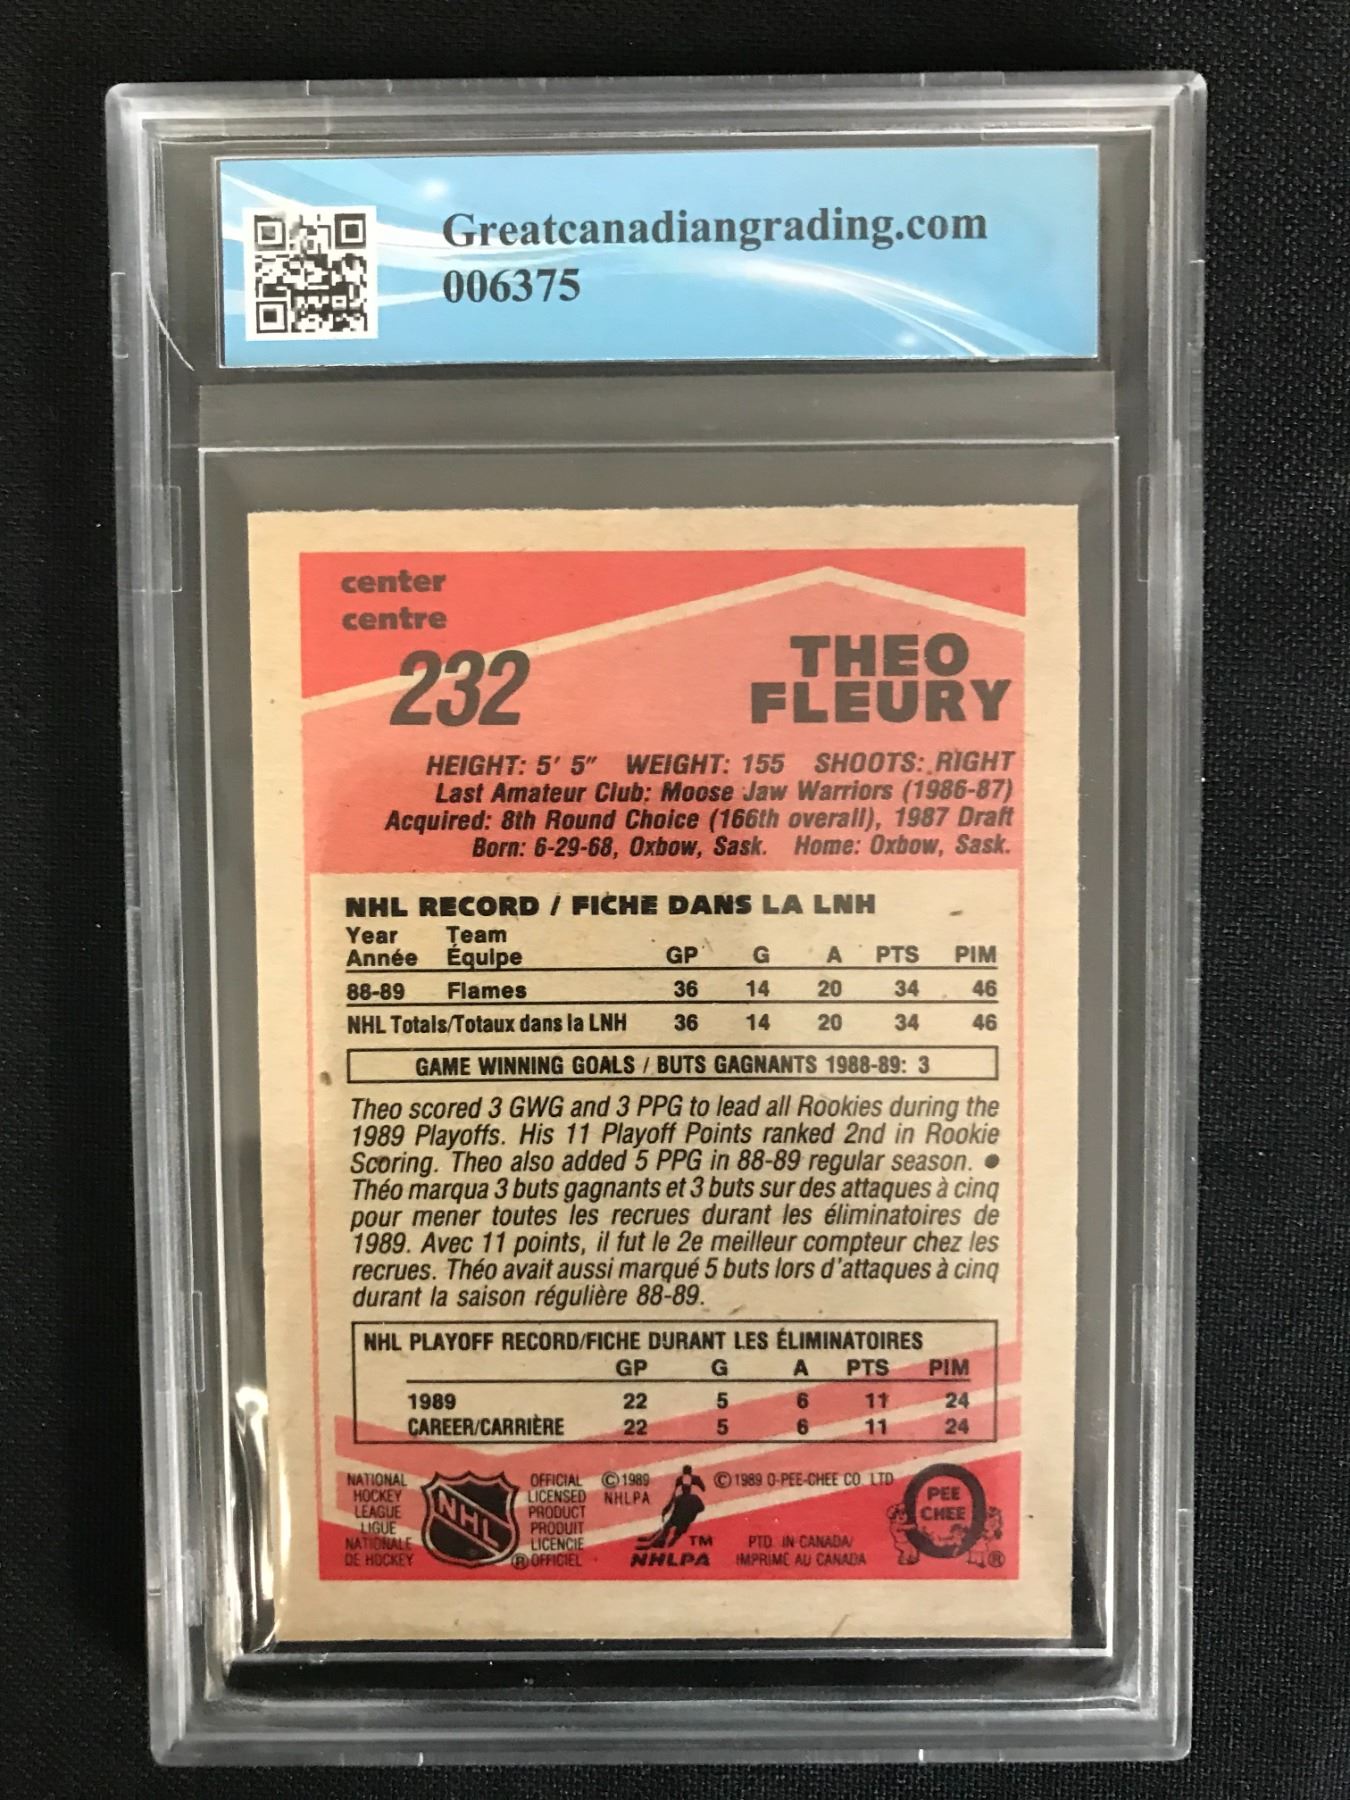 Greatcanadiangrading.com
006375
center
centre
232
THEO
FLEURY
HEIGHT: 5' 5" WEIGHT: 155 SHOOTS: RIGHT
Last Amateur Club: Moose Jaw Warriors (1986-87)
Acquired: 8th Round Choice (166th overall), 1987 Draft
Born: 6-29-68, Oxbow, Sask. Home: Oxbow, Sask.
NHL RECORD / FICHE DANS LA LNH
Year Team
Année Équipe GP G A PTS PIM
88-89 Flames 36 14 20 34 46
NHL Totals/Totaux dans la LNH 36 14 20 34 46
GAME WINNING GOALS / BUTS GAGNANTS 1988-89: 3
Theo scored 3 GWG and 3 PPG to lead all Rookies during the
1989 Playoffs. His 11 Playoff Points ranked 2nd in Rookie
Scoring. Theo also added 5 PPG in 88-89 regular season. •
Théo marqua 3 buts gagnants et 3 buts sur des attaques à cinq
pour mener toutes les recrues durant les éliminatoires de
1989. Avec 11 points, il fut le 2e meilleur compteur chez les
recrues. Théo avait aussi marqué 5 buts lors d'attaques à cinq
durant la saison régulière 88-89.
NHL PLAYOFF RECORD/FICHE DURANT LES ÉLIMINATOIRES
GP G A PTS PIM
1989 22 5 6 11 24
CAREER/CARRIÈRE 22 5 6 11 24
NATIONAL
HOCKEY
LEAGUE
LIGUE
NATIONALE
DE HOCKEY
NHL
OFFICIAL
LICENSED
PRODUCT
PRODUIT
LICENCIE
® OFFICIEL
© 1989
NHLPA
TM
NHLPA
© 1989 O-PEE-CHEE CO. LTD
PTD. IN CANADA/
IMPRIMÉ AU CANADA
O
PEE
CHEE
®